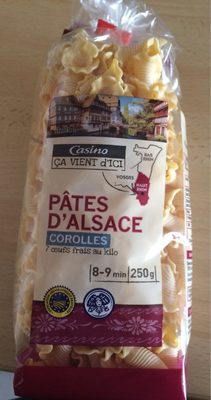 Casino
ÇA VIENT d'ICI
BAS
RHIN
VOSGES
HAUT
RHIN
PÂTES
D'ALSACE
COROLLES
7 œufs frais au kilo
8-9 min 250g